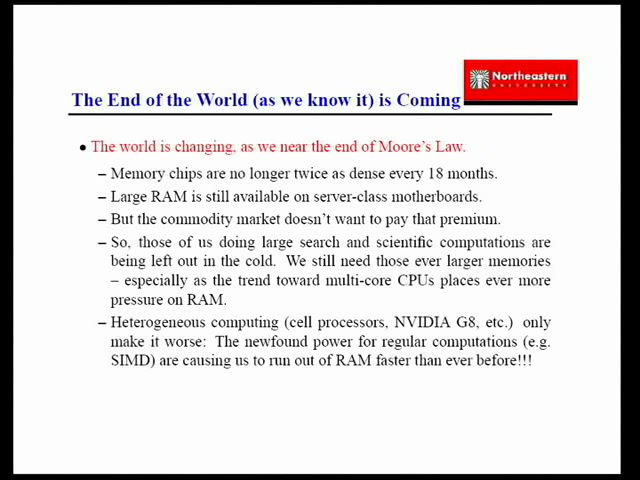 Northeastern
UNIVERSITY
The End of the World (as we know it) is Coming
• The world is changing, as we near the end of Moore's Law.
– Memory chips are no longer twice as dense every 18 months.
– Large RAM is still available on server-class motherboards.
– But the commodity market doesn't want to pay that premium.
– So, those of us doing large search and scientific computations are
being left out in the cold. We still need those ever larger memories
– especially as the trend toward multi-core CPUs places ever more
pressure on RAM.
– Heterogeneous computing (cell processors, NVIDIA G8, etc.) only
make it worse: The newfound power for regular computations (e.g.
SIMD) are causing us to run out of RAM faster than ever before!!!